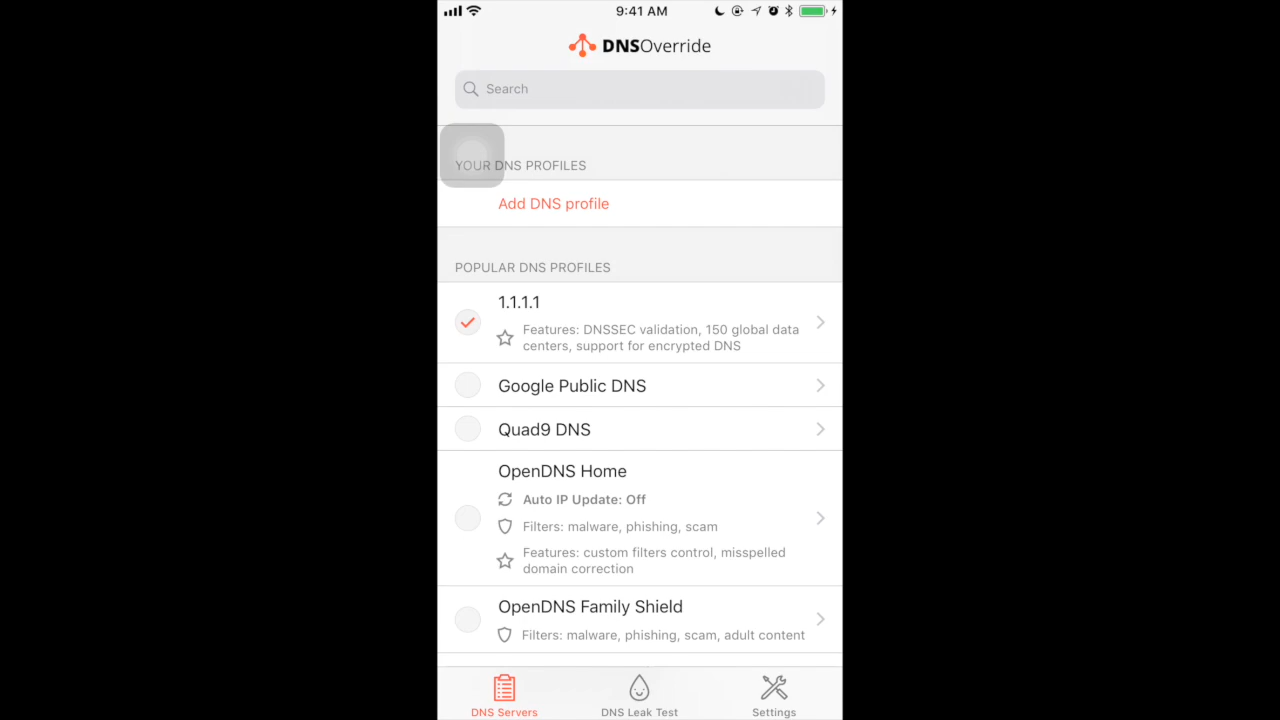 9:41 AM
DNSOverride
Search
YOUR DNS PROFILES
Add DNS profile
POPULAR DNS PROFILES
1.1.1.1
Features: DNSSEC validation, 150 global data
centers, support for encrypted DNS
Google Public DNS
Quad9 DNS
OpenDNS Home
Auto IP Update: Off
Filters: malware, phishing, scam
Features: custom filters control, misspelled
domain correction
OpenDNS Family Shield
Filters: malware, phishing, scam, adult content
DNS Servers
DNS Leak Test
Settings